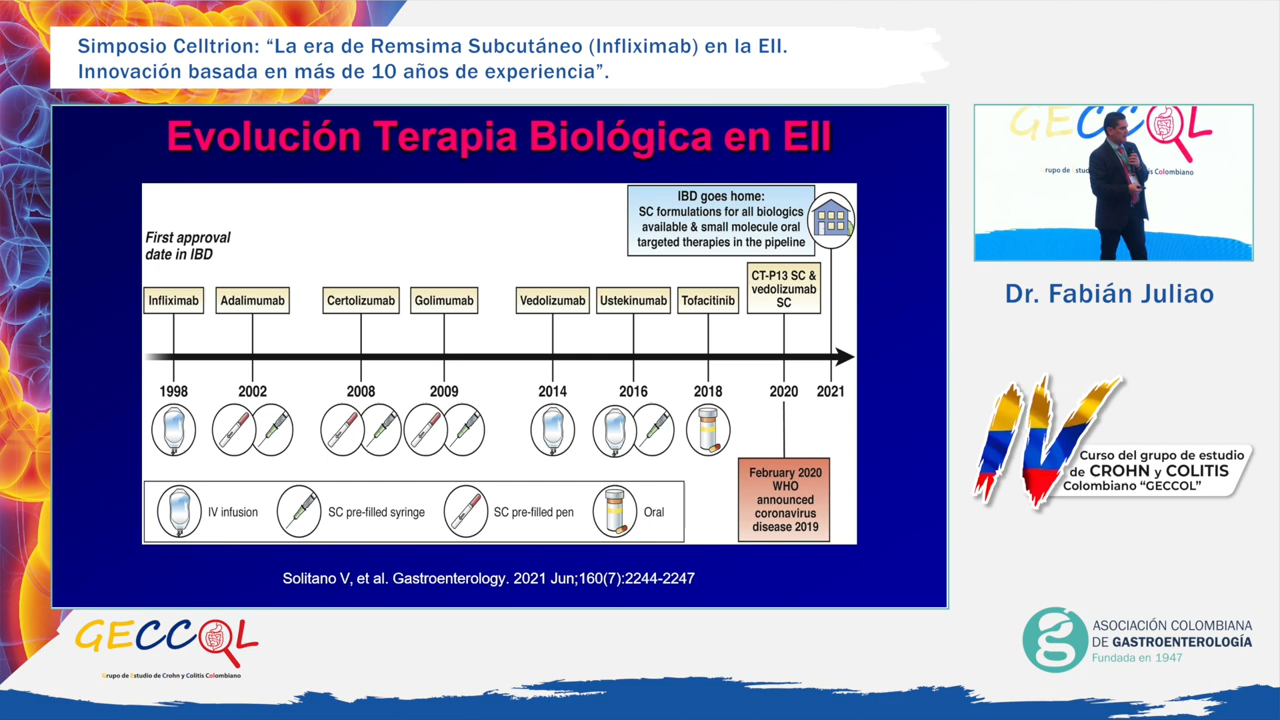 Simposio Celltrion: “La era de Remsima Subcutáneo (Infliximab) en la EII.
Innovación basada en más de 10 años de experiencia”.
Evolución Terapia Biológica en EII
IBD goes home:
SC formulations for all biologics
available & small molecule oral
targeted therapies in the pipeline
First approval
date in IBD
CT-P13 SC &
vedolizumab
SC
Infliximab
Adalimumab
Certolizumab
Golimumab
Vedolizumab
Ustekinumab
Tofacitinib
1998
2002
2008
2009
2014
2016
2018
2020
2021
February 2020
WHO
announced
coronavirus
disease 2019
IV infusion
SC pre-filled syringe
SC pre-filled pen
Oral
Solitano V, et al. Gastroenterology. 2021 Jun;160(7):2244-2247
GECCOL
Dr. Fabián Juliao
IV
Curso del grupo de estudio
de CROHN y COLITIS
Colombiano “GECCOL”
GECCOL
Grupo de Estudio de Crohn y Colitis Colombiano
ASOCIACIÓN COLOMBIANA
DE GASTROENTEROLOGÍA
Fundada en 1947